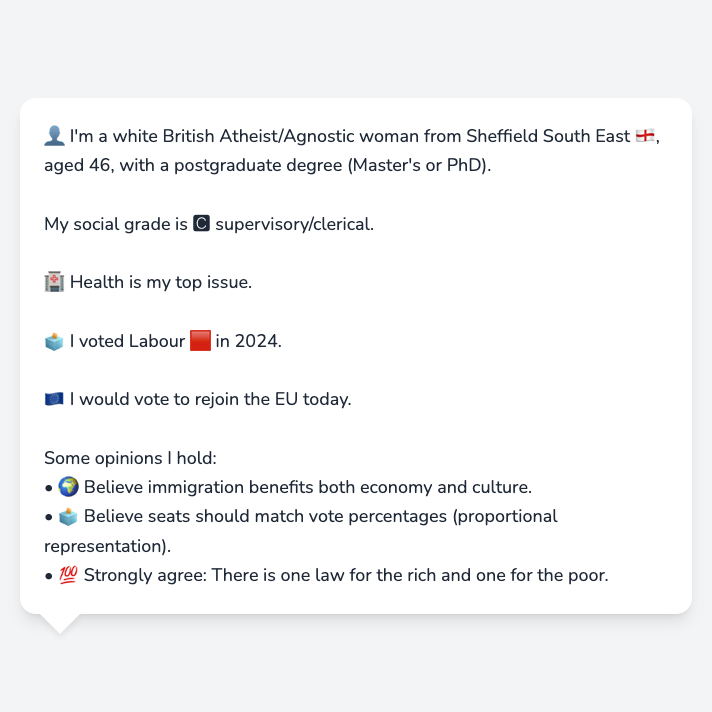 👤 I'm a white British Atheist/Agnostic woman from Sheffield South East 🏴󠁧󠁢󠁥󠁮󠁧󠁿,
aged 46, with a postgraduate degree (Master's or PhD).
My social grade is 🅲 supervisory/clerical.
🏥 Health is my top issue.
🗳️ I voted Labour 🟥 in 2024.
🇪🇺 I would vote to rejoin the EU today.
Some opinions I hold:
• 🌍 Believe immigration benefits both economy and culture.
• 🗳️ Believe seats should match vote percentages (proportional
representation).
• 💯 Strongly agree: There is one law for the rich and one for the poor.